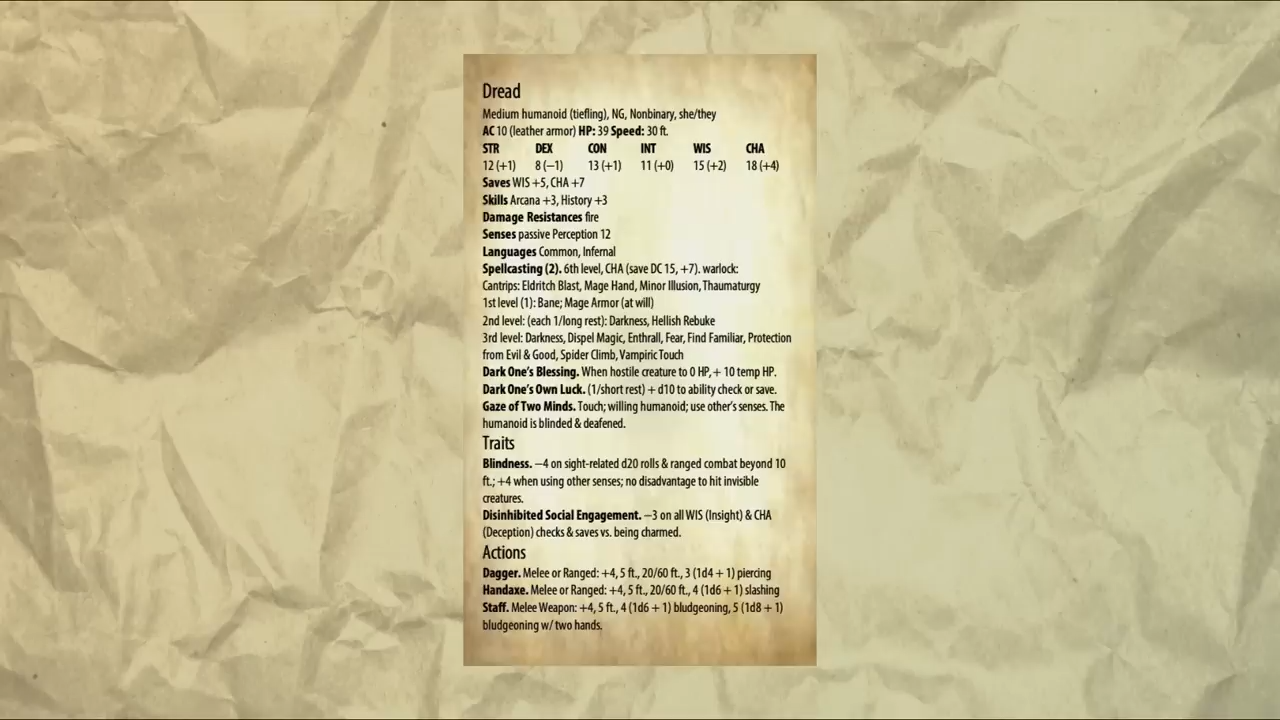 Dread
Medium humanoid (tiefling), NG, Nonbinary, she/they
AC 10 (leather armor) HP: 39 Speed: 30 ft.
STR DEX CON INT WIS CHA
12 (+1) 8 (−1) 13 (+1) 11 (+0) 15 (+2) 18 (+4)
Saves WIS +5, CHA +7
Skills Arcana +3, History +3
Damage Resistances fire
Senses passive Perception 12
Languages Common, Infernal
Spellcasting (2). 6th level, CHA (save DC 15, +7). warlock:
Cantrips: Eldritch Blast, Mage Hand, Minor Illusion, Thaumaturgy
1st level (1): Bane; Mage Armor (at will)
2nd level: (each 1/long rest): Darkness, Hellish Rebuke
3rd level: Darkness, Dispel Magic, Enthrall, Fear, Find Familiar, Protection
from Evil & Good, Spider Climb, Vampiric Touch
Dark One's Blessing. When hostile creature to 0 HP, + 10 temp HP.
Dark One's Own Luck. (1/short rest) + d10 to ability check or save.
Gaze of Two Minds. Touch; willing humanoid; use other's senses. The
humanoid is blinded & deafened.
Traits
Blindness. −4 on sight-related d20 rolls & ranged combat beyond 10
ft.; +4 when using other senses; no disadvantage to hit invisible
creatures.
Disinhibited Social Engagement. −3 on all WIS (Insight) & CHA
(Deception) checks & saves vs. being charmed.
Actions
Dagger. Melee or Ranged: +4, 5 ft., 20/60 ft., 3 (1d4 + 1) piercing
Handaxe. Melee or Ranged: +4, 5 ft., 20/60 ft., 4 (1d6 + 1) slashing
Staff. Melee Weapon: +4, 5 ft., 4 (1d6 + 1) bludgeoning, 5 (1d8 + 1)
bludgeoning w/ two hands.